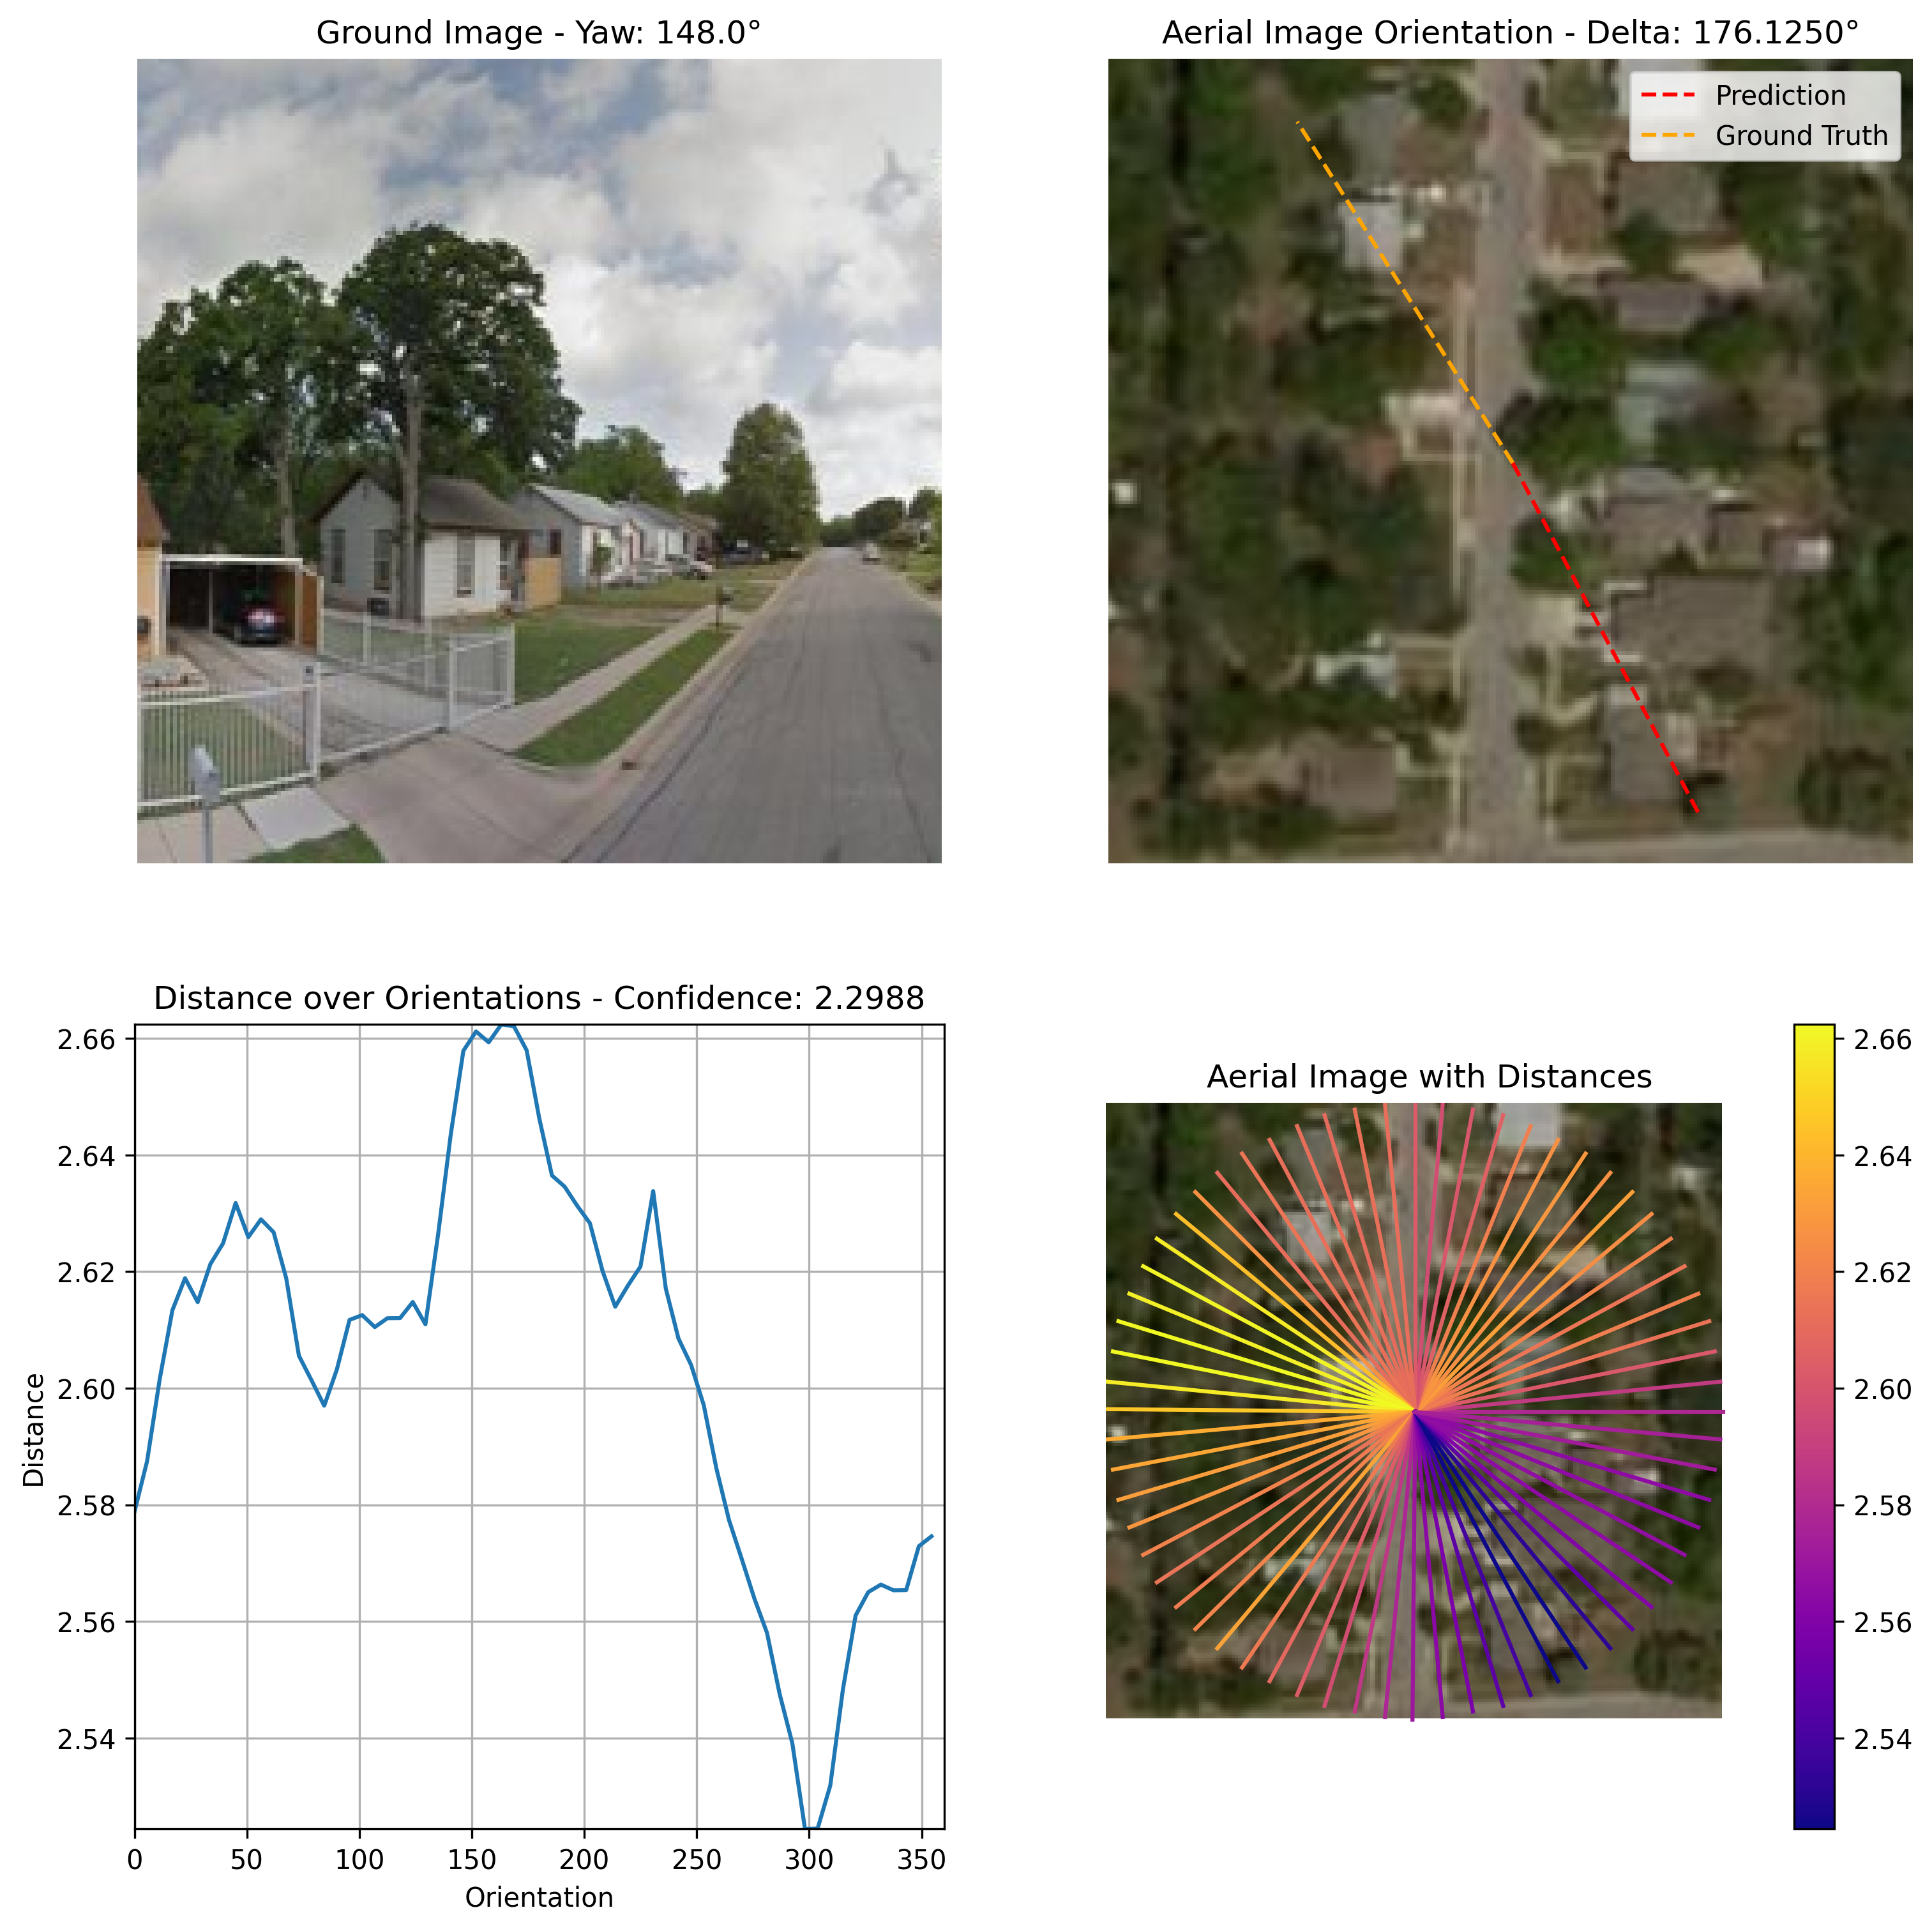 Ground Image - Yaw: 148.0°
Aerial Image Orientation - Delta: 176.1250°
Prediction
Ground Truth
Distance over Orientations - Confidence: 2.2988
2.66
2.64
2.62
2.60
2.58
2.56
2.54
Distance
0 50 100 150 200 250 300 350
Orientation
Aerial Image with Distances
2.66
2.64
2.62
2.60
2.58
2.56
2.54